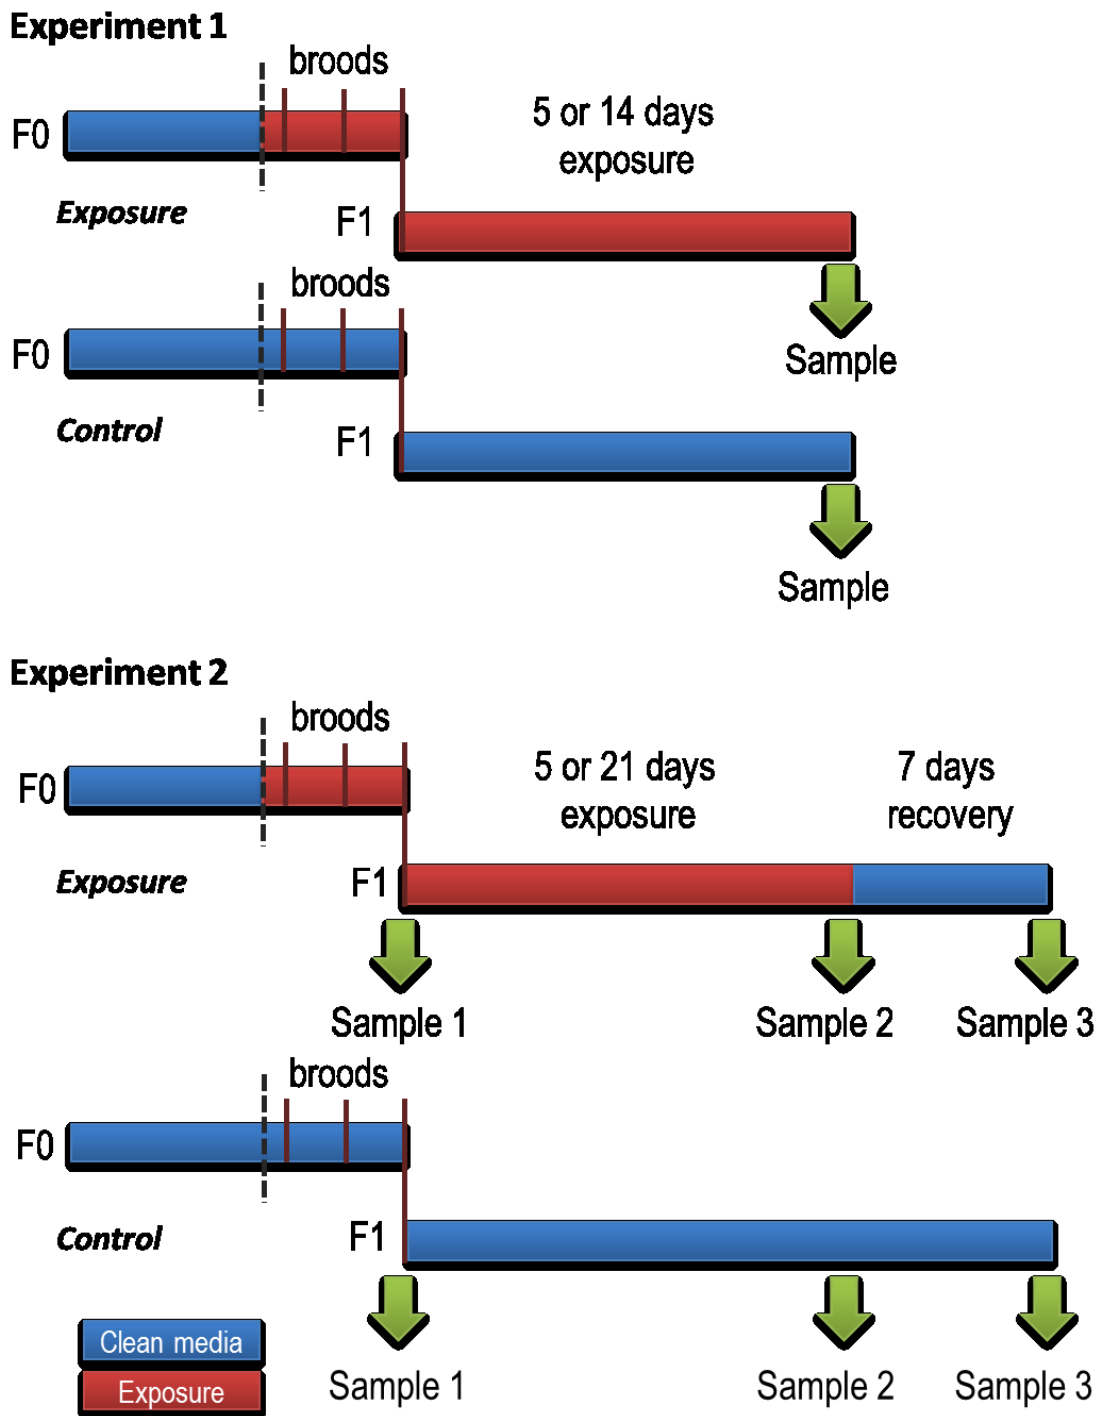 Experiment 1
broods
F0
5 or 14 days
exposure
Exposure
F1
broods
F0
Sample
Control
F1
Sample
Experiment 2
broods
F0
5 or 21 days
exposure
7 days
recovery
Exposure
F1
Sample 1
Sample 2
Sample 3
broods
F0
Control
F1
Clean media
Exposure
Sample 1
Sample 2
Sample 3